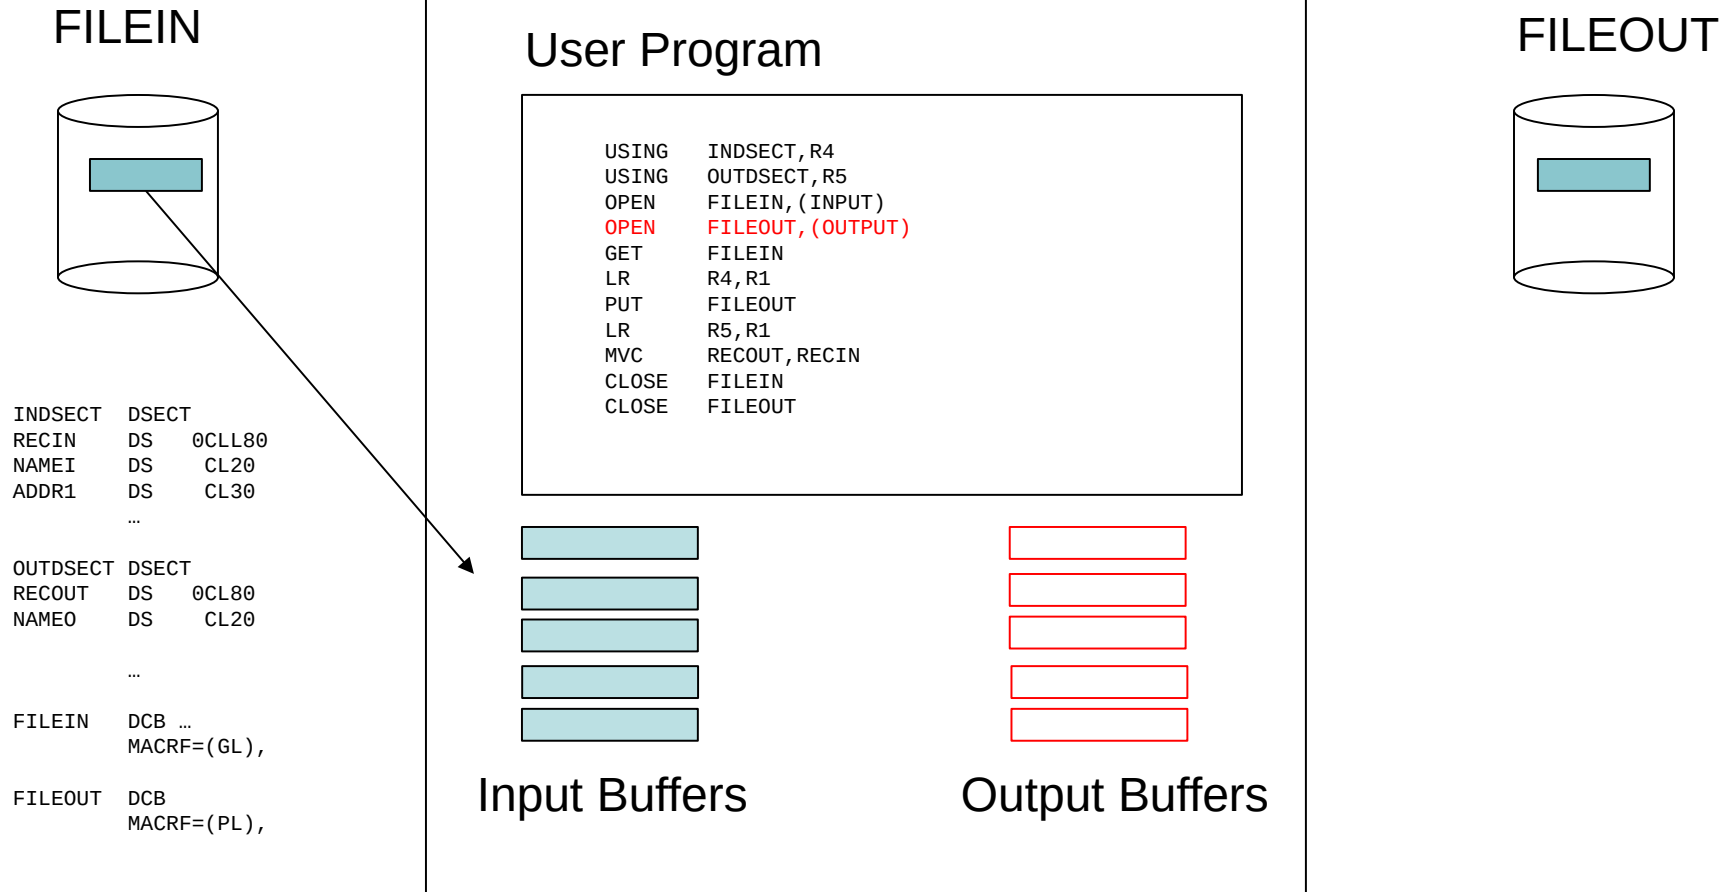 FILEIN
User Program
FILEOUT
USING INDSECT,R4
USING OUTDSECT,R5
OPEN FILEIN,(INPUT)
OPEN FILEOUT,(OUTPUT)
GET FILEIN
LR R4,R1
PUT FILEOUT
LR R5,R1
MVC RECOUT,RECIN
CLOSE FILEIN
CLOSE FILEOUT
INDSECT DSECT
RECIN DS 0CLL80
NAMEI DS CL20
ADDR1 DS CL30
…
OUTDSECT DSECT
RECOUT DS 0CL80
NAMEO DS CL20
…
FILEIN DCB …
MACRF=(GL),
FILEOUT DCB
MACRF=(PL),
Input Buffers
Output Buffers